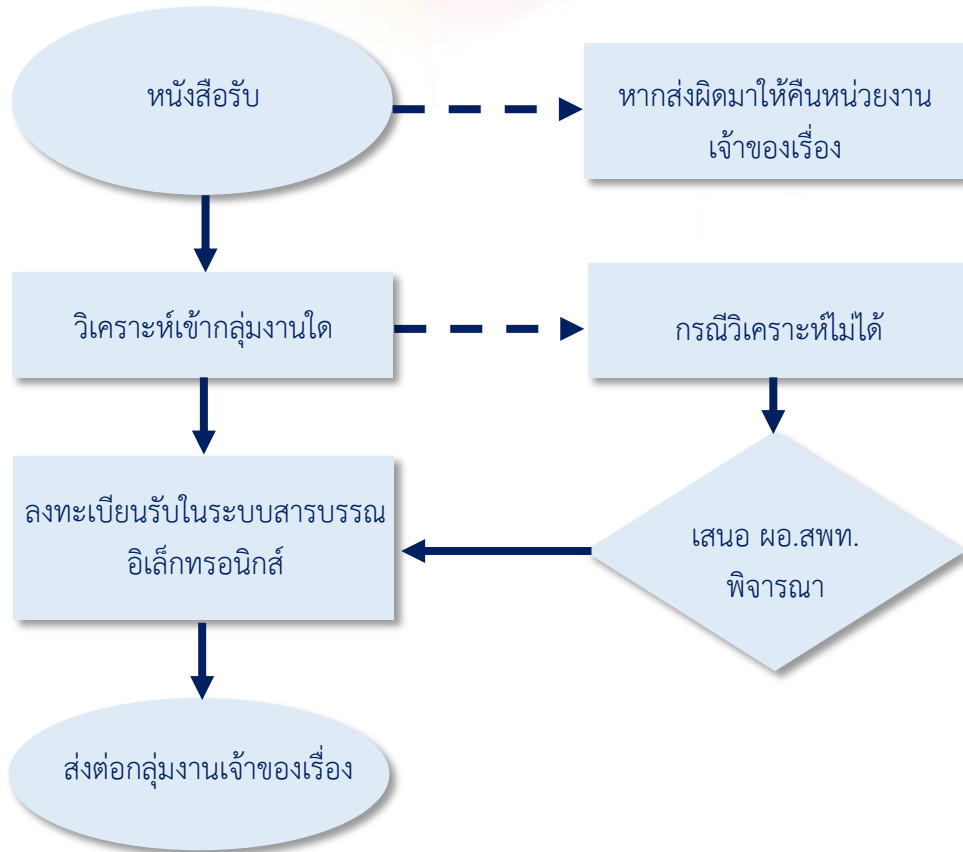 หนังสือรับ
หากส่งผิดมาให้คืนหน่วยงาน
เจ้าของเรื่อง
วิเคราะห์เข้ากลุ่มงานใด
กรณีวิเคราะห์ไม่ได้
ลงทะเบียนรับในระบบสารบรรณ
อิเล็กทรอนิกส์
เสนอ ผอ.สพท.
พิจารณา
ส่งต่อกลุ่มงานเจ้าของเรื่อง